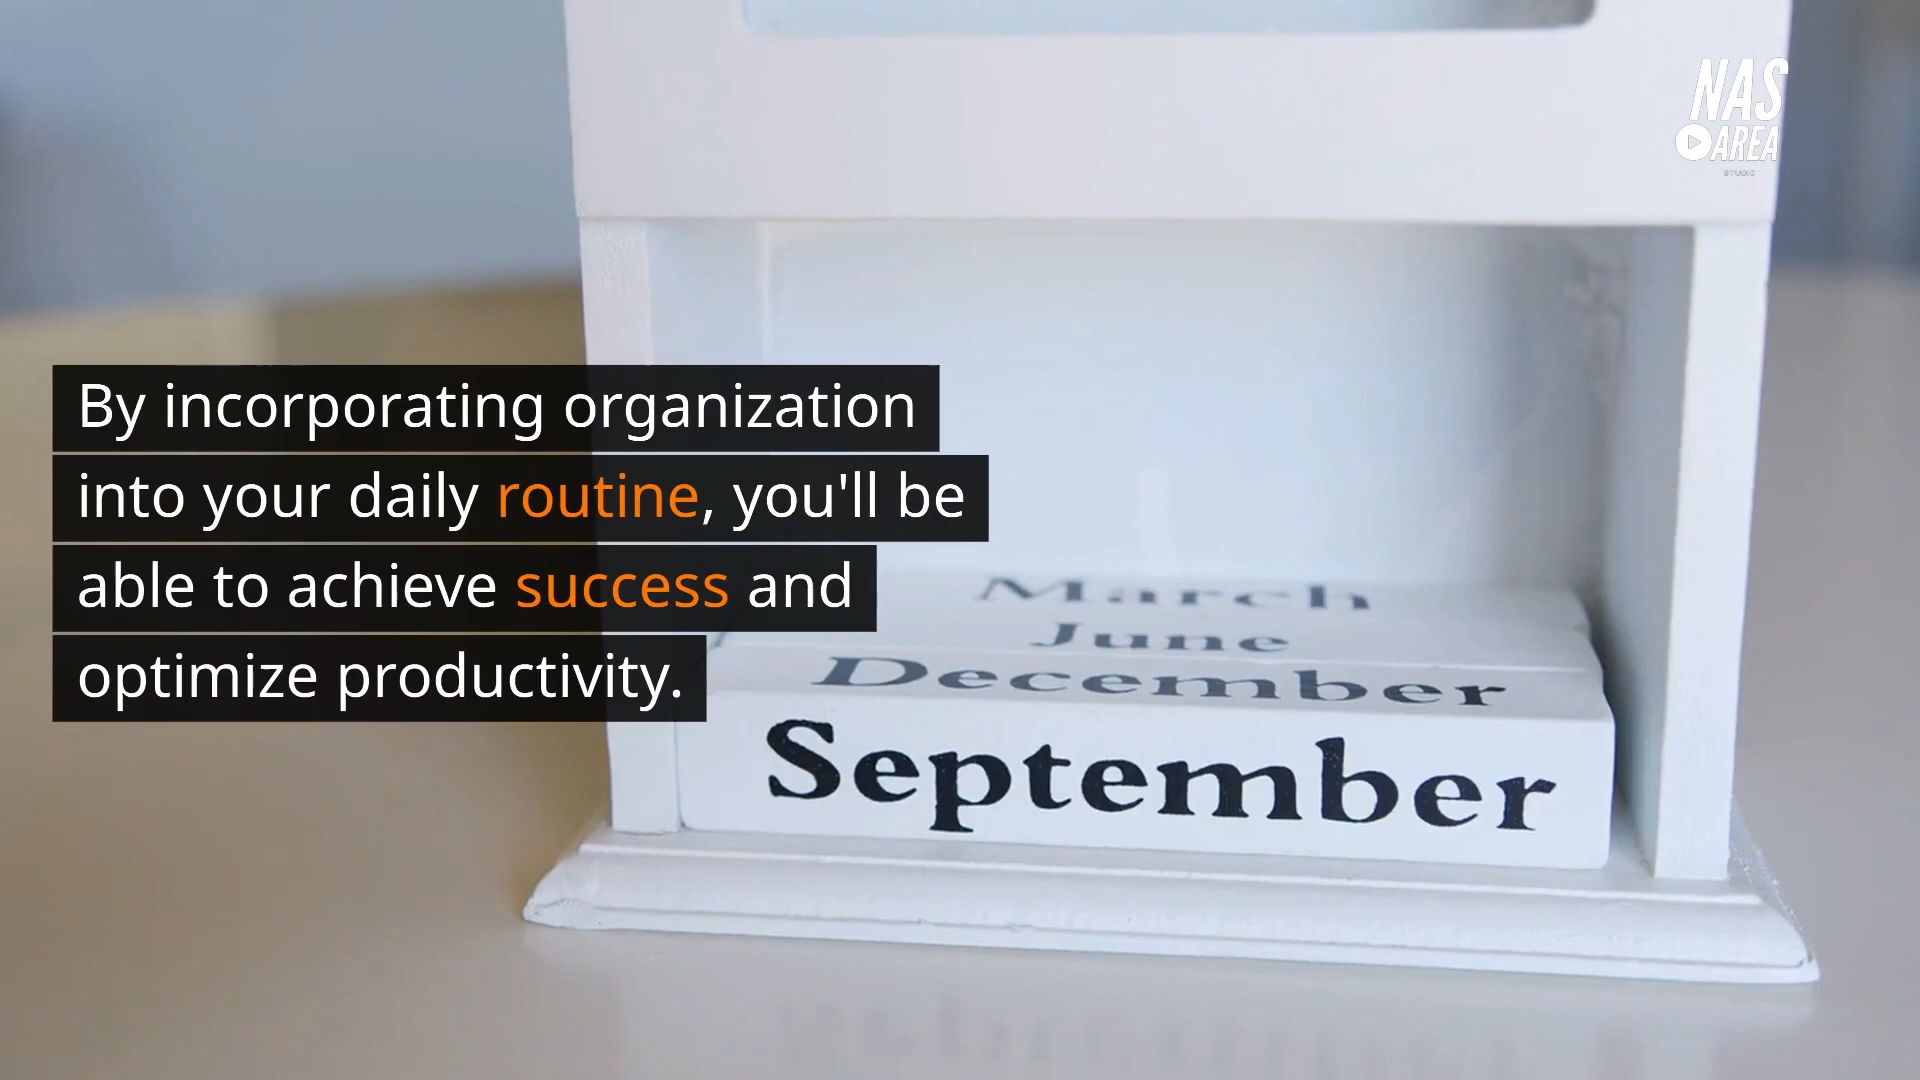 NAS
AREA
STUDIO
By incorporating organization
into your daily routine, you'll be
able to achieve success and
optimize productivity.
March
June
December
September